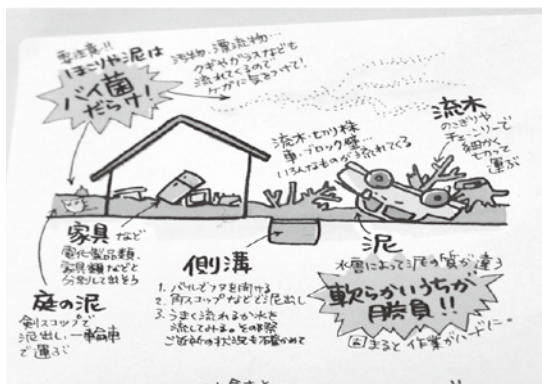 要注意!!
ほこりや泥は
バイ菌
だらけ!
汚物・漂流物…
クギやガラスなども
流れてくるので
ケガに気をつけて!
流木・切り株
車・ブロック塀…
いろんなものが流れてくる
流木
のこぎりや
チェーンソーで
細かく
切って
運ぶ
家具など
電化製品類、
家具類などと
分別して出そう
庭の泥
剣スコップで
泥出し、一輪車
で運ぶ
側溝
1. バールでフタを開ける
2. 角スコップなどで泥出し
3. うまく流れるか水を
流してみる。その際
ご近所の状況も不確かめて
泥
水層によって泥の質が違う
軟らかいうちが
勝負!!
固まると作業がハードに。